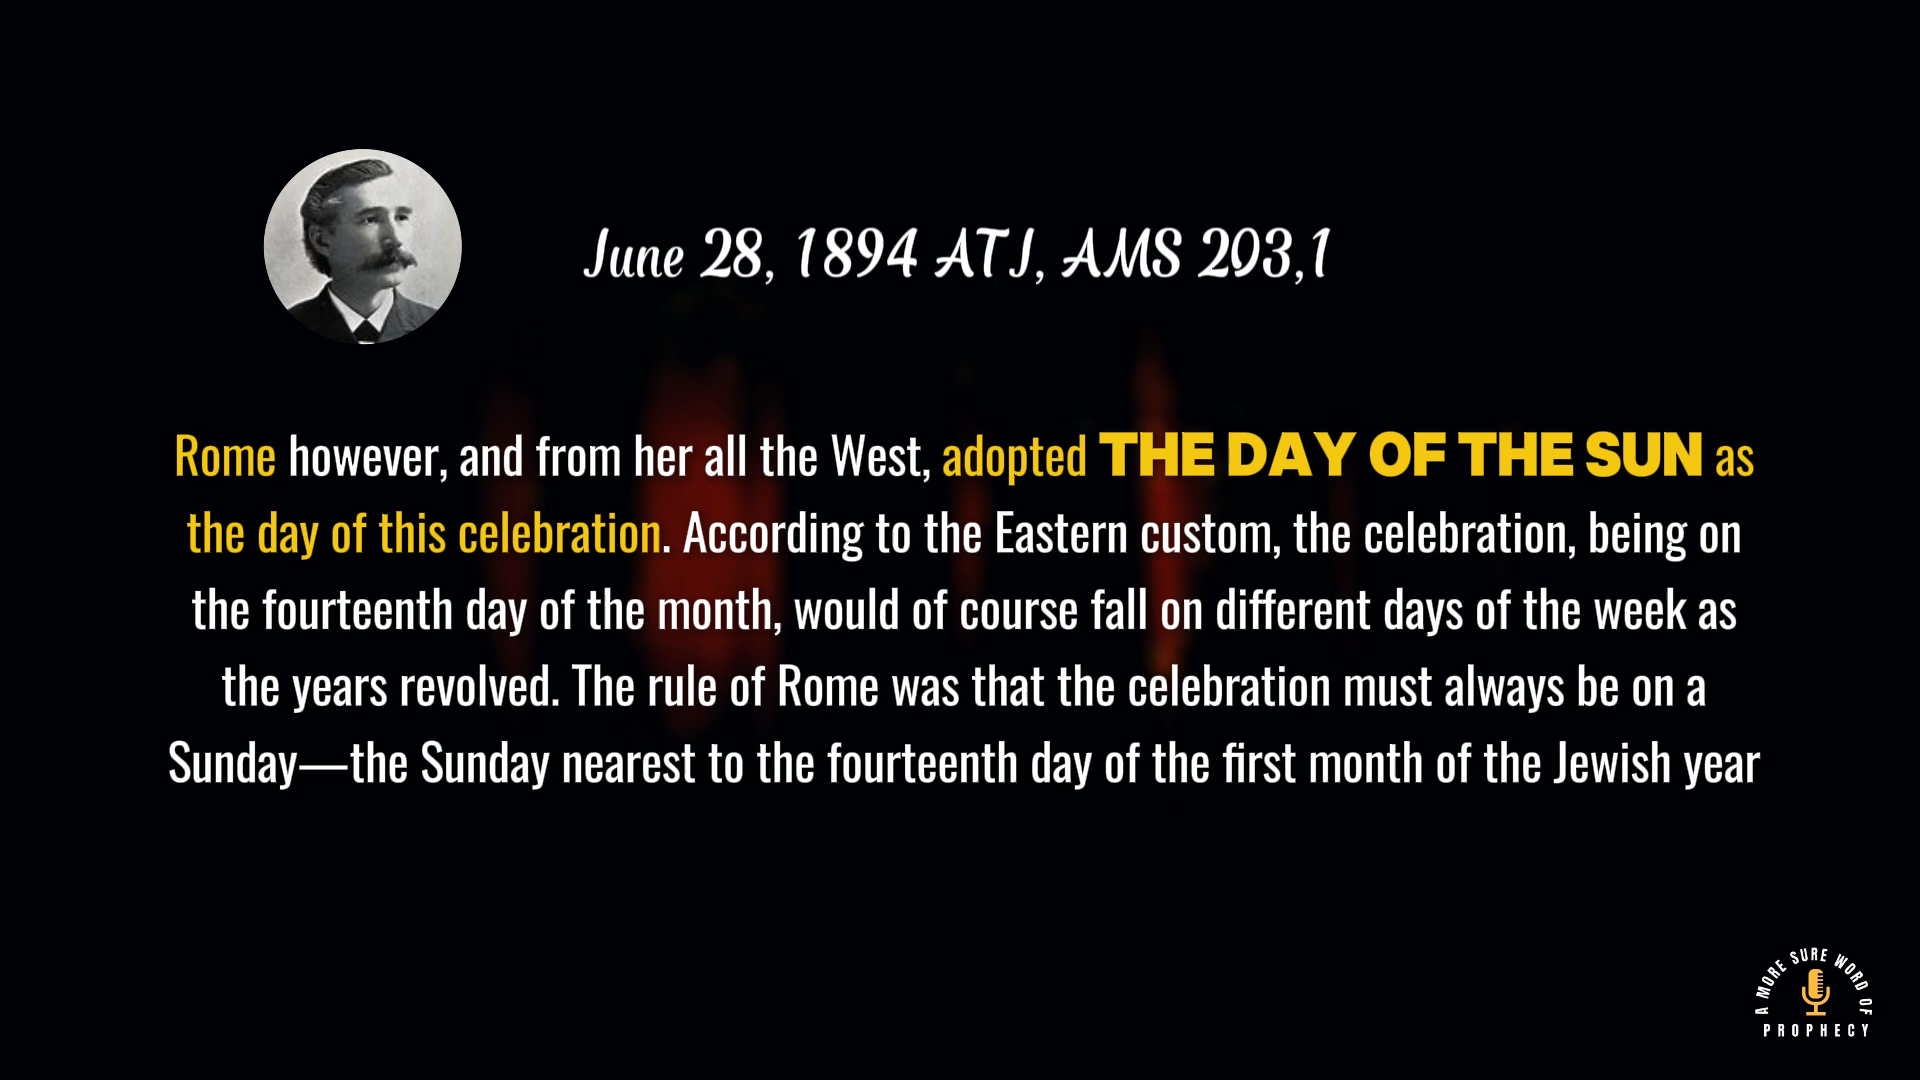 June 28, 1894 ATJ, AMS 203,1
Rome however, and from her all the West, adopted THE DAY OF THE SUN as
the day of this celebration. According to the Eastern custom, the celebration, being on
the fourteenth day of the month, would of course fall on different days of the week as
the years revolved. The rule of Rome was that the celebration must always be on a
Sunday—the Sunday nearest to the fourteenth day of the first month of the Jewish year
A MORE SURE WORD OF
PROPHECY